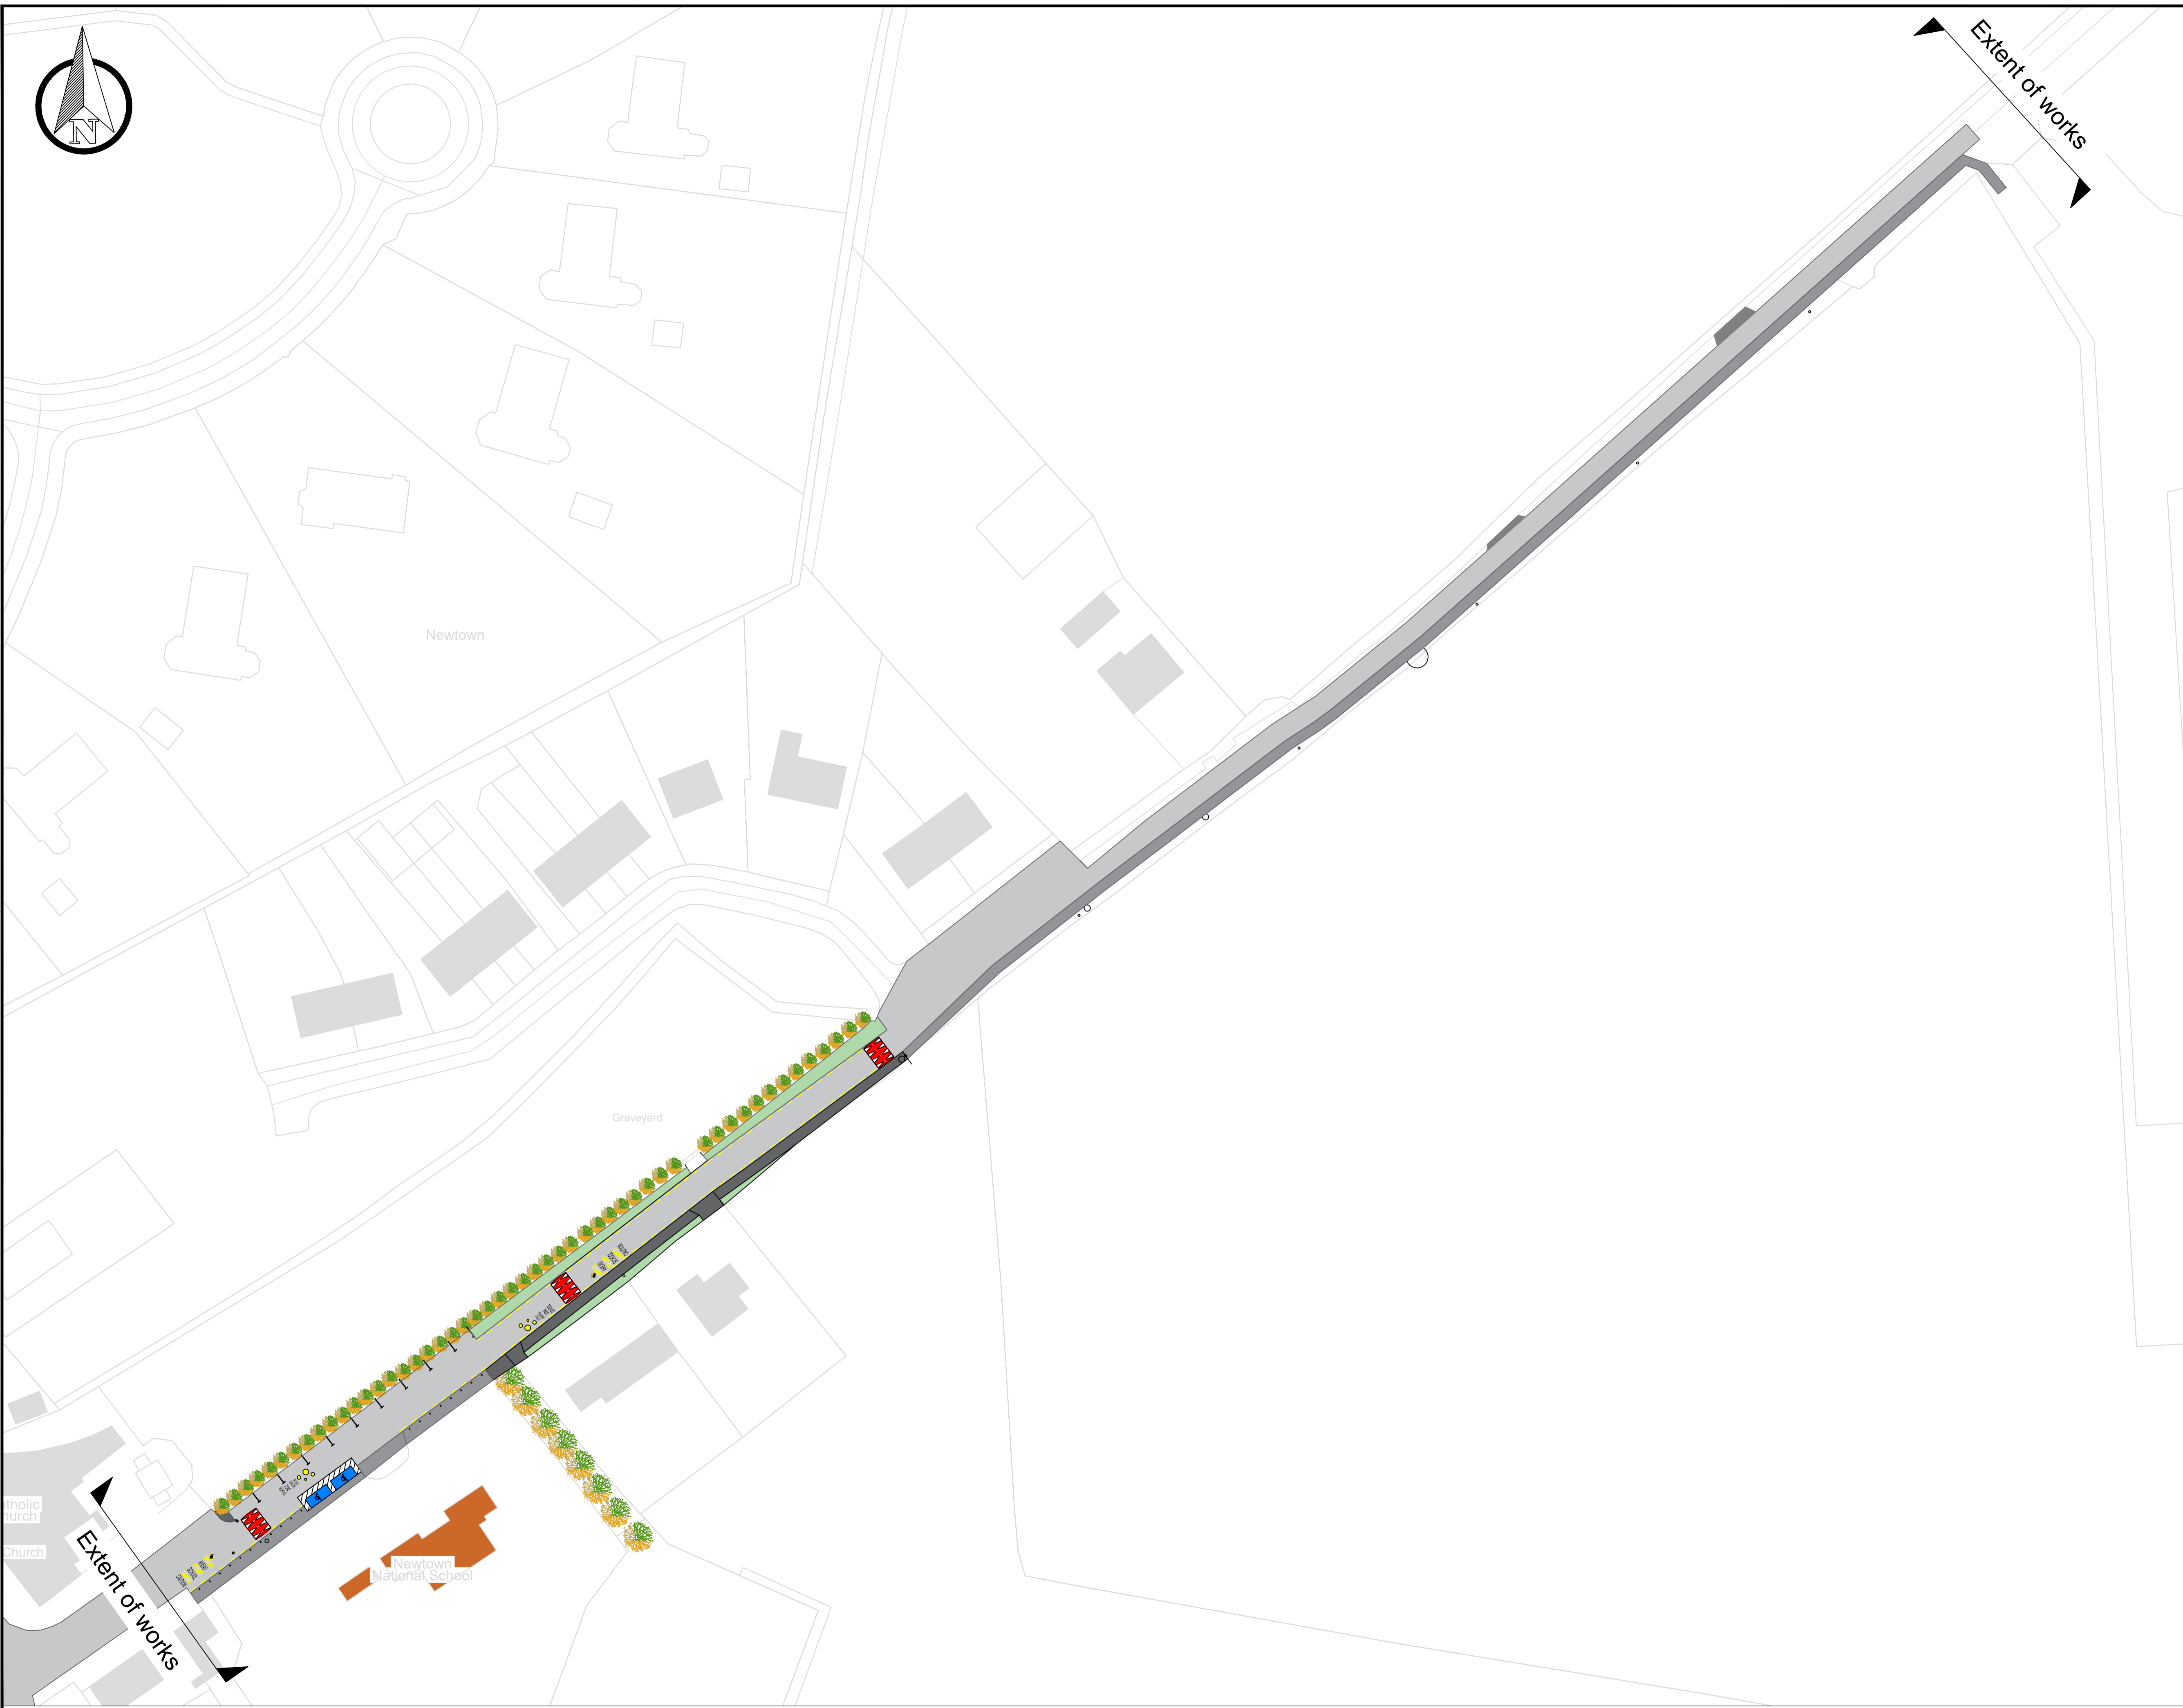 Extent of works
N
Newtown
Graveyard
Church
Newtown
National School
Extent of works